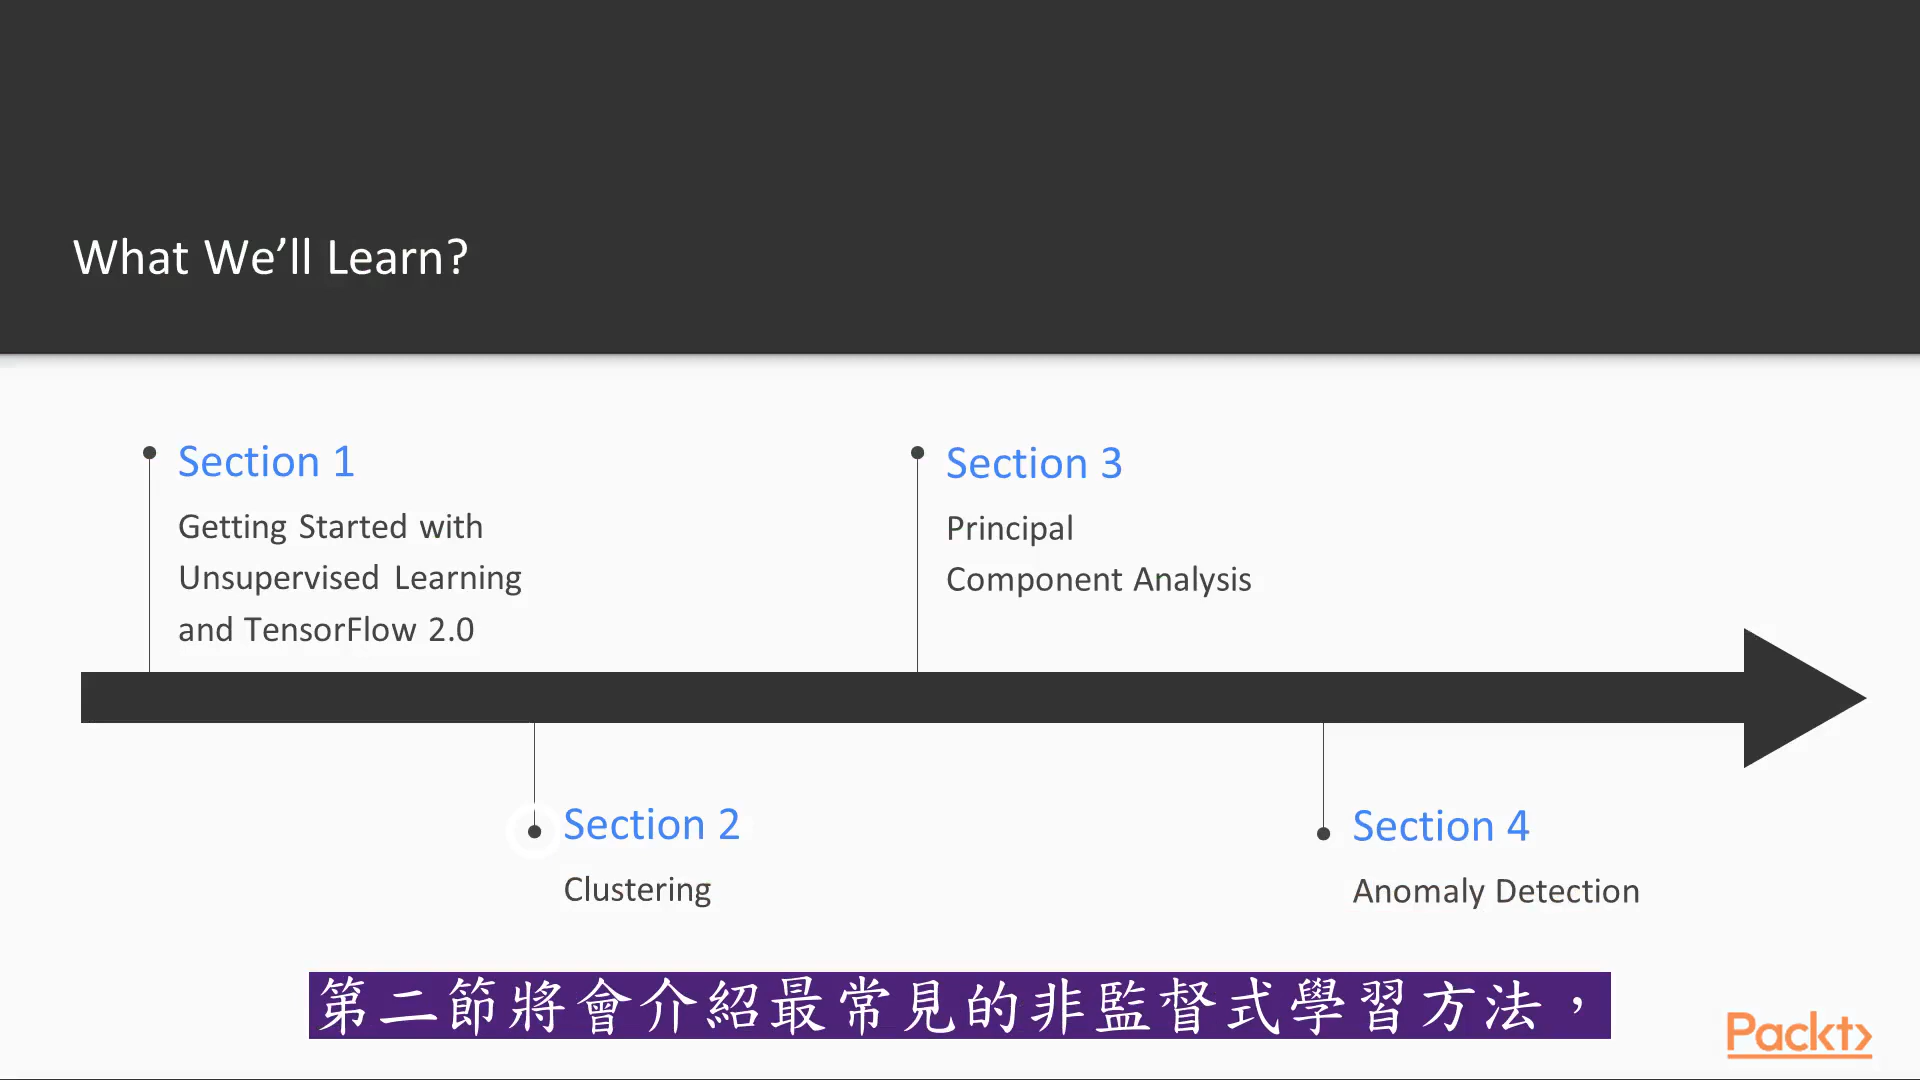 What We’ll Learn?
Section 1
Getting Started with
Unsupervised Learning
and TensorFlow 2.0
Section 2
Clustering
Section 3
Principal
Component Analysis
Section 4
Anomaly Detection
第二節將會介紹最常見的非監督式學習方法，
Packt>